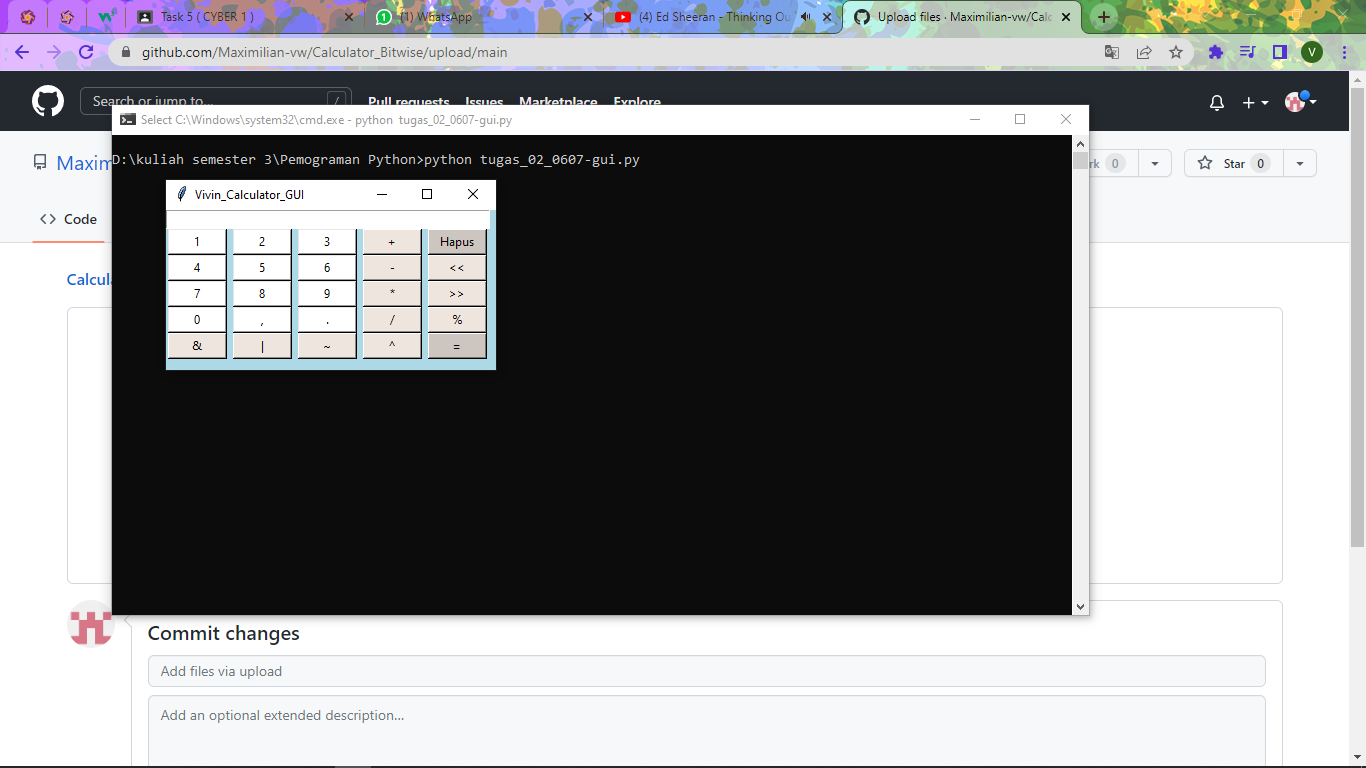 Task 5 ( CYBER 1 )
(1) WhatsApp
(4) Ed Sheeran - Thinking Ou
Upload files · Maximilian-vw/Calc
github.com/Maximilian-vw/Calculator_Bitwise/upload/main
V
Search or jump to...
/
Pull requests Issues Marketplace Explore
Select C:\Windows\system32\cmd.exe - python tugas_02_0607-gui.py
D:\kuliah semester 3\Pemograman Python>python tugas_02_0607-gui.py
Maxim
rk 0
Star 0
Vivin_Calculator_GUI
<> Code
1 2 3 + Hapus
4 5 6 - <<
7 8 9 * >>
0 , . / %
& | ~ ^ =
Calcula
Commit changes
Add files via upload
Add an optional extended description...